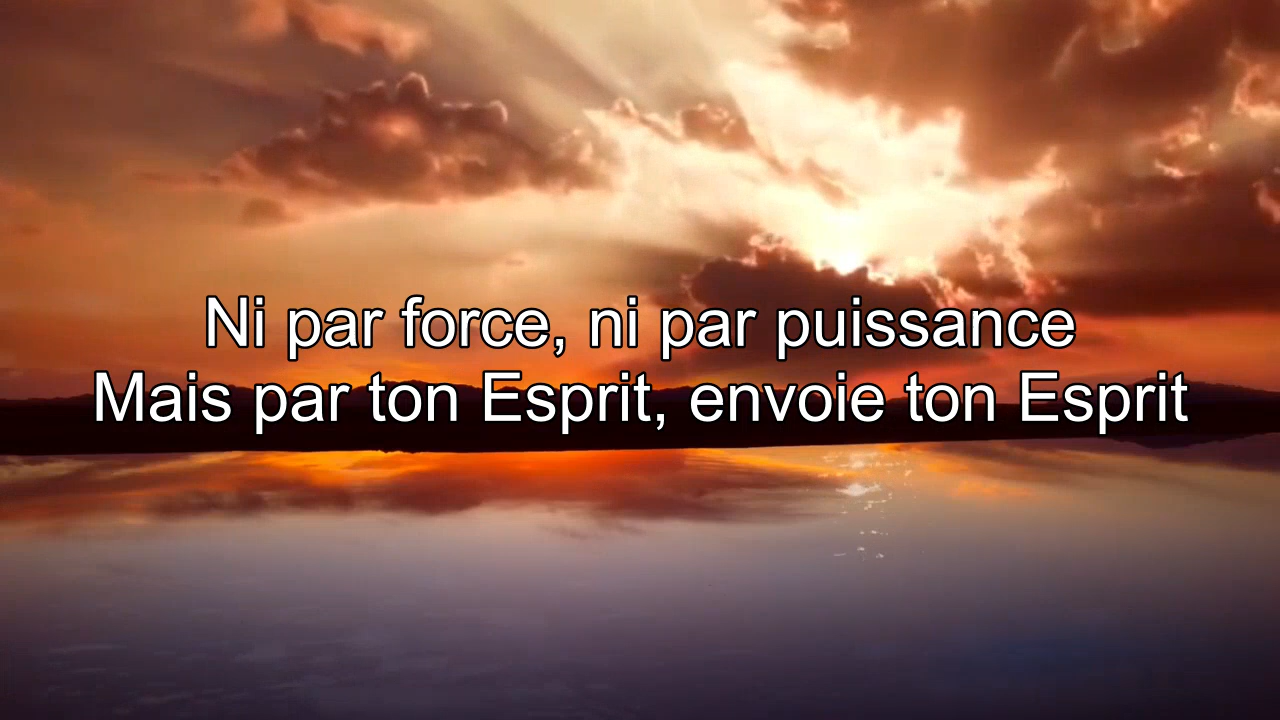 Ni par force, ni par puissance
Mais par ton Esprit, envoie ton Esprit